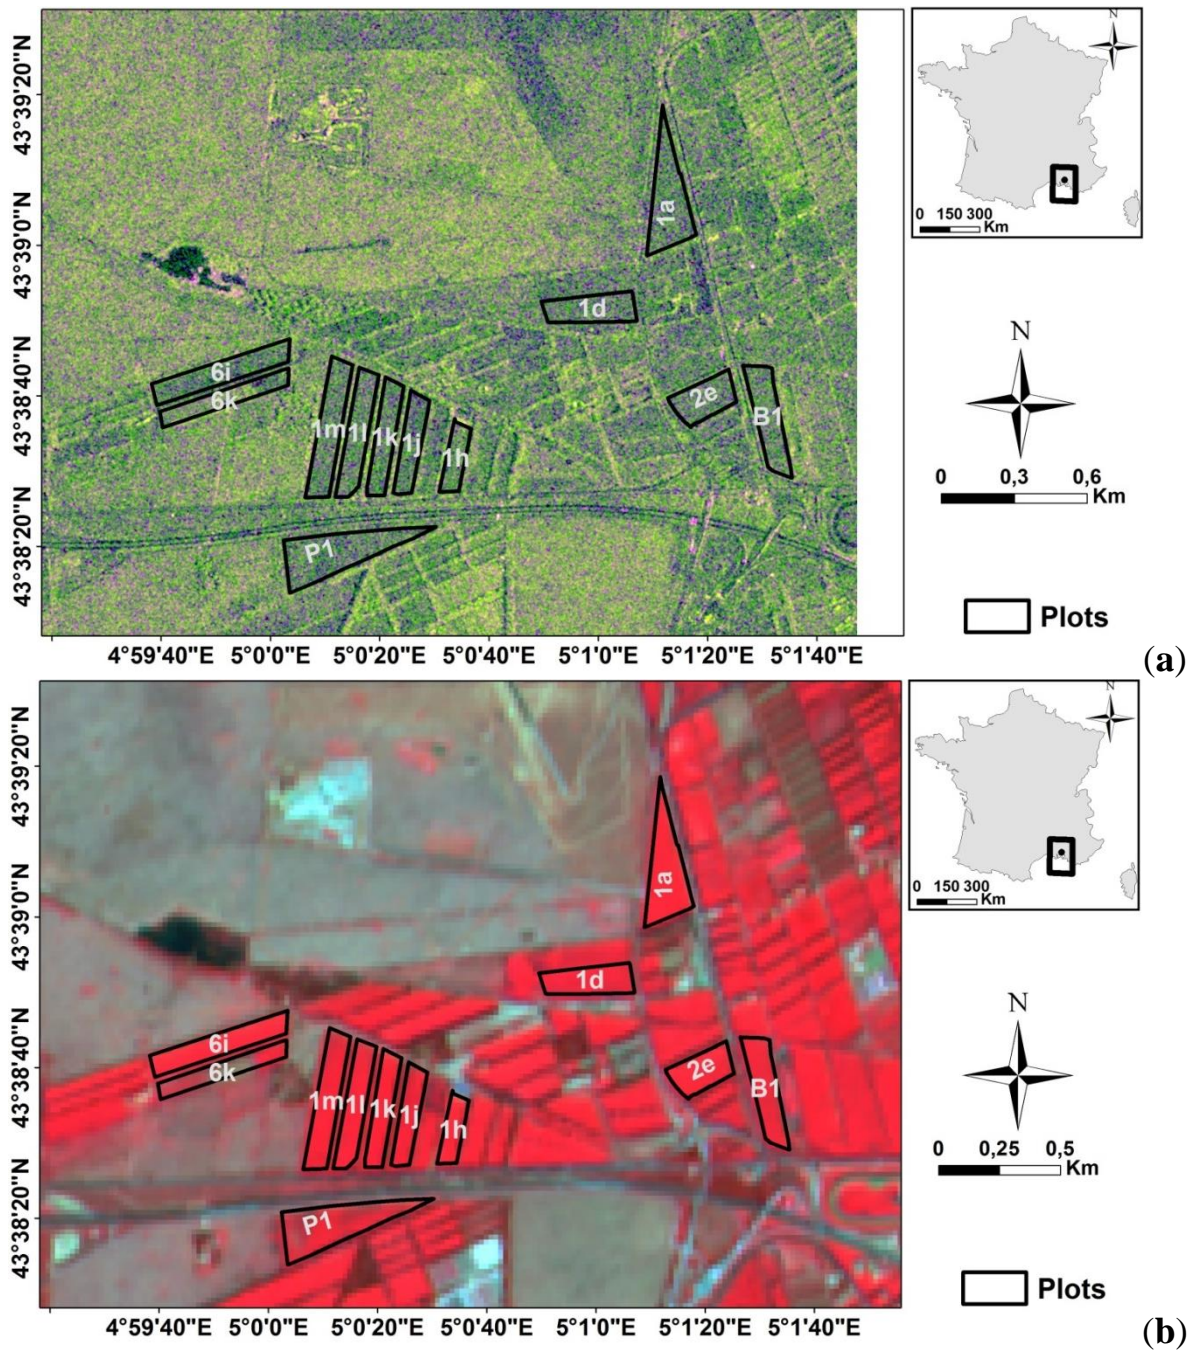 43°39'20"N
43°39'0"N
43°38'40"N
43°38'20"N
1a
1d
6i
6k
2e
B1
1m
1l
1k
1j
1h
P1
4°59'40"E 5°0'0"E 5°0'20"E 5°0'40"E 5°1'0"E 5°1'20"E 5°1'40"E
N
0 150 300
Km
N
0 0,3 0,6
Km
Plots
(a)
43°39'20"N
43°39'0"N
43°38'40"N
43°38'20"N
1a
1d
6i
6k
2e
B1
1m
1l
1k
1j
1h
P1
4°59'40"E 5°0'0"E 5°0'20"E 5°0'40"E 5°1'0"E 5°1'20"E 5°1'40"E
N
0 150 300
Km
N
0 0,25 0,5
Km
Plots
(b)